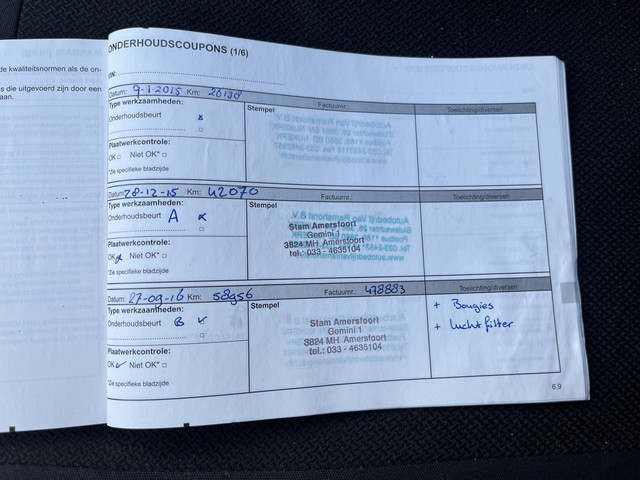 de kwaliteitsnormen als de on-
es die uitgevoerd zijn door een
aan.
ONDERHOUDSCOUPONS (1/6)
VIN:
Datum: 9-1-2015 Km: 26138
Type werkzaamheden:
Onderhoudsbeurt x
Plaatwerkcontrole:
OK □ Niet OK* □
*Zie specifieke bladzijde
Stempel
Factuurnr.:
Toelichting/diversen
Datum: 28-12-15 Km: 42070
Type werkzaamheden:
Onderhoudsbeurt A x
Plaatwerkcontrole:
OK x Niet OK* □
*Zie specifieke bladzijde
Stempel
Stam Amersfoort
Gemini 1
3824 MH Amersfoort
tel.: 033 - 4635104
Factuurnr.:
Toelichting/diversen
Datum: 27-09-16 Km: 58956
Type werkzaamheden:
Onderhoudsbeurt B ✓
Plaatwerkcontrole:
OK ✓ Niet OK* □
*Zie specifieke bladzijde
Stempel
Stam Amersfoort
Gemini 1
3824 MH Amersfoort
tel.: 033 - 4635104
Factuurnr.: 478883
Toelichting/diversen
+ Bougies
+ luchtfilter
6.9